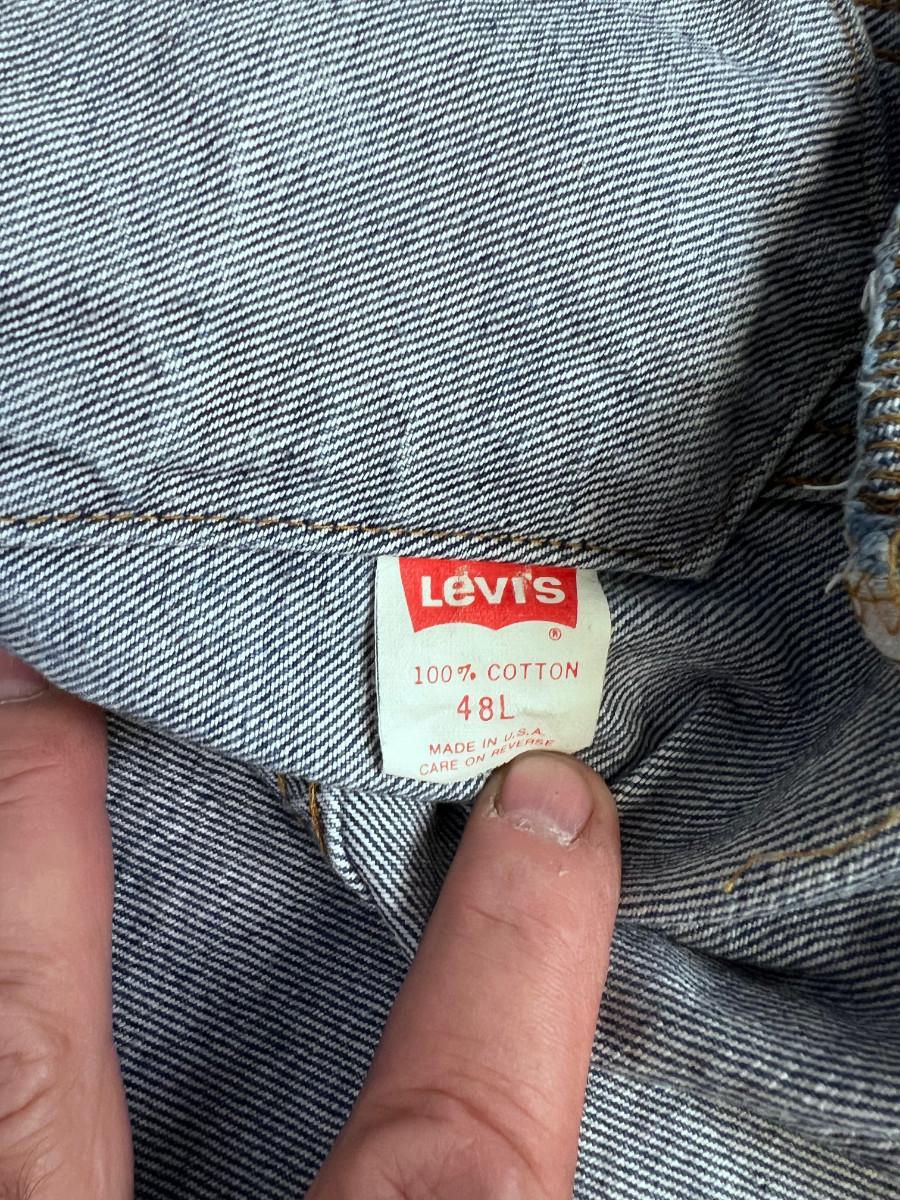 Levi's
®
100% COTTON
48L
MADE IN U.S.A.
CARE ON REVERSE